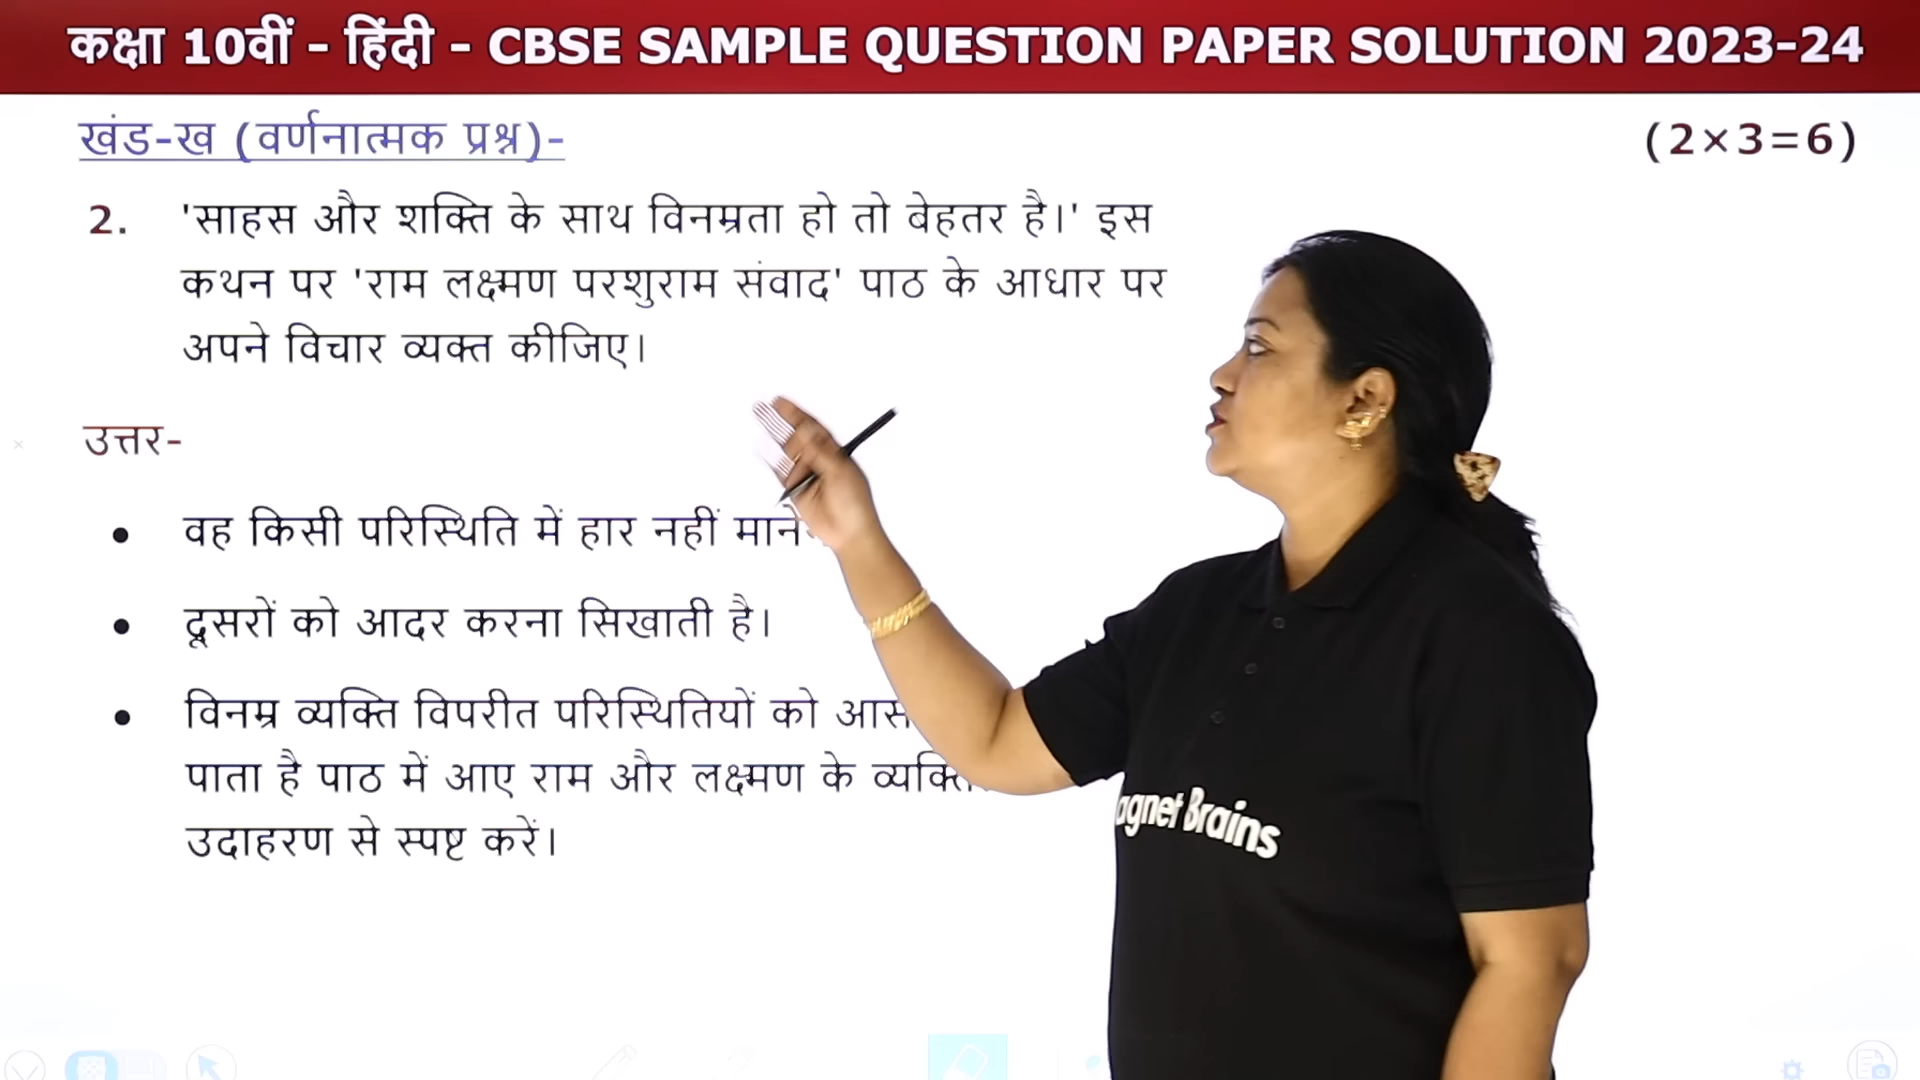 कक्षा 10वीं - हिंदी - CBSE SAMPLE QUESTION PAPER SOLUTION 2023-24
खंड-ख (वर्णनात्मक प्रश्न)- (2×3=6)
2. 'साहस और शक्ति के साथ विनम्रता हो तो बेहतर है।' इस
कथन पर 'राम लक्ष्मण परशुराम संवाद' पाठ के आधार पर
अपने विचार व्यक्त कीजिए।
उत्तर-
• वह किसी परिस्थिति में हार नहीं
• दूसरों को आदर करना सिखाती है।
• विनम्र व्यक्ति विपरीत परिस्थितियों को
पाता है पाठ में आए राम और लक्ष्मण के
उदाहरण से स्पष्ट करें।
Brains